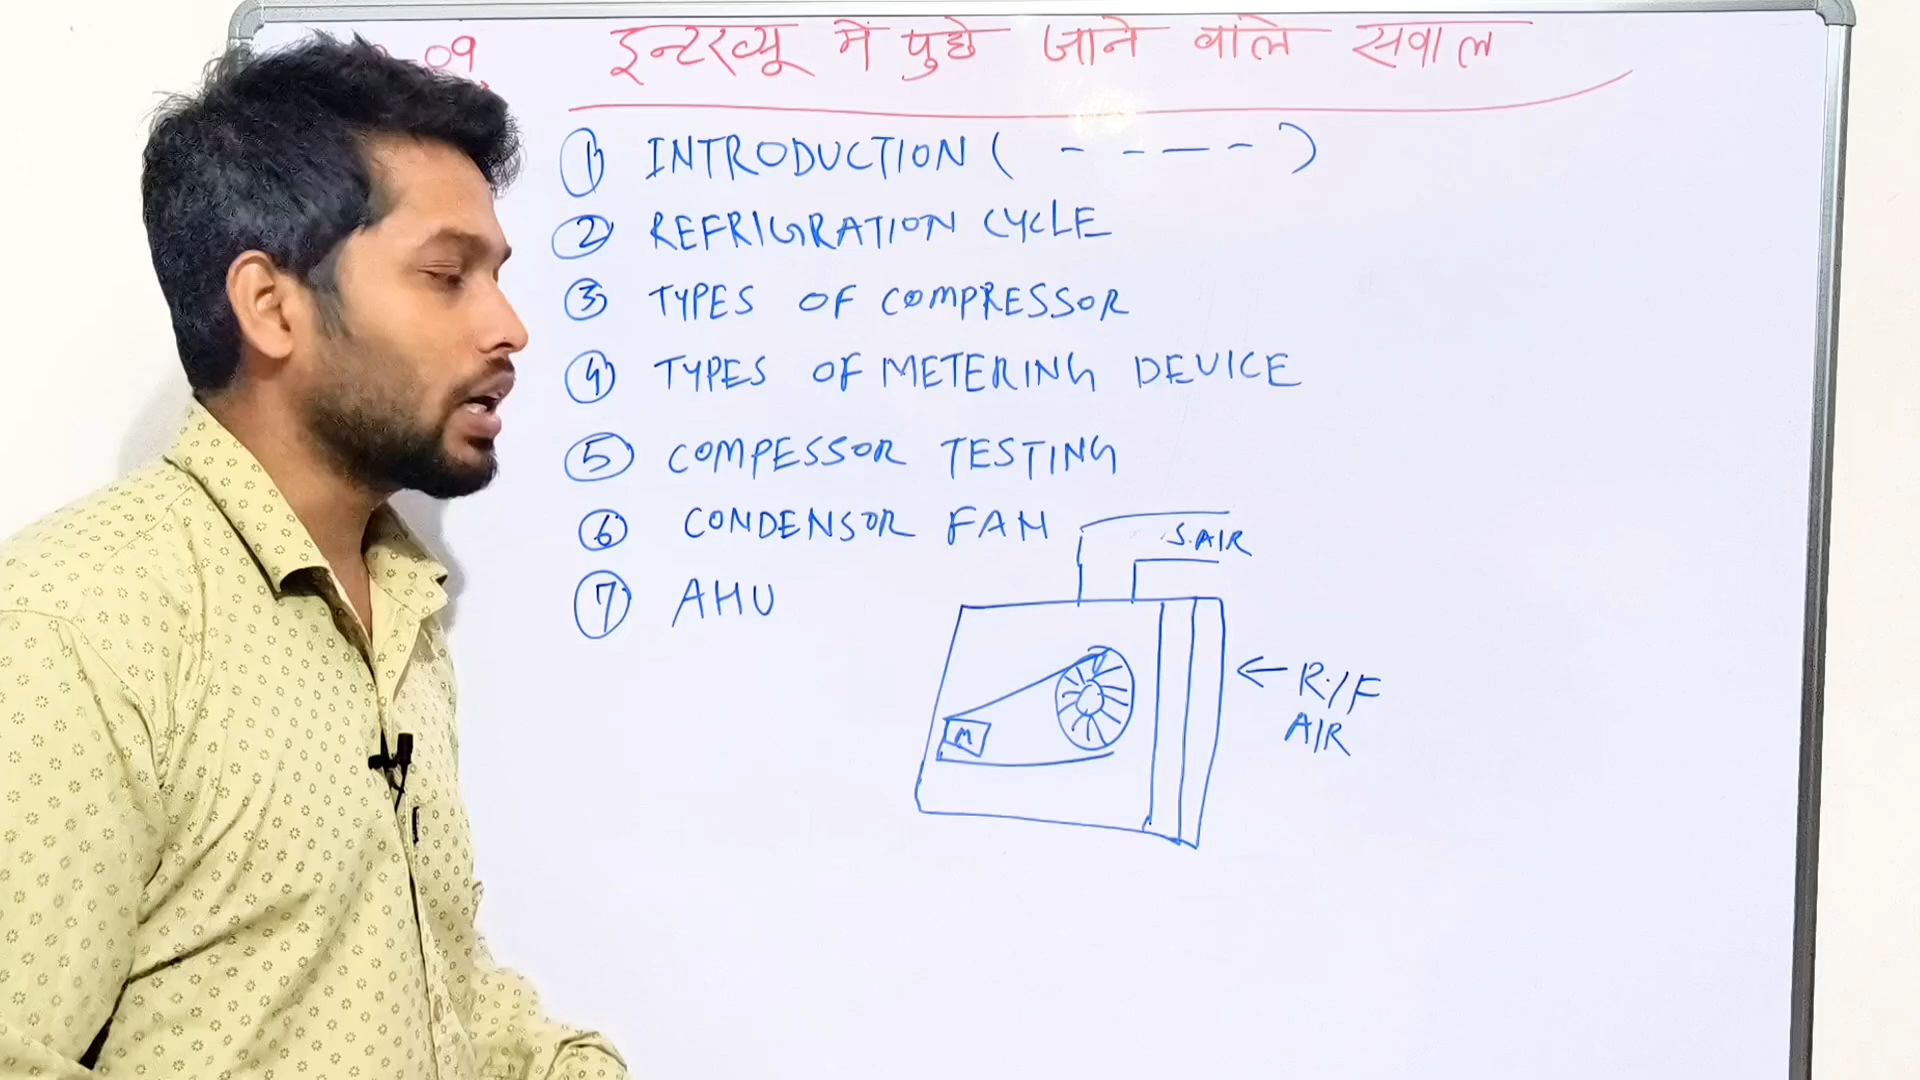 09 इन्टरव्यू में पुछे जाने वाले सवाल
① INTRODUCTION ( - - — - )
② REFRIGRATION CYCLE
③ TYPES OF COMPRESSOR
④ TYPES OF METERING DEVICE
⑤ COMPESSOR TESTING
⑥ CONDENSOR FAN
⑦ AHU
S.AIR
M
← R/F
AIR